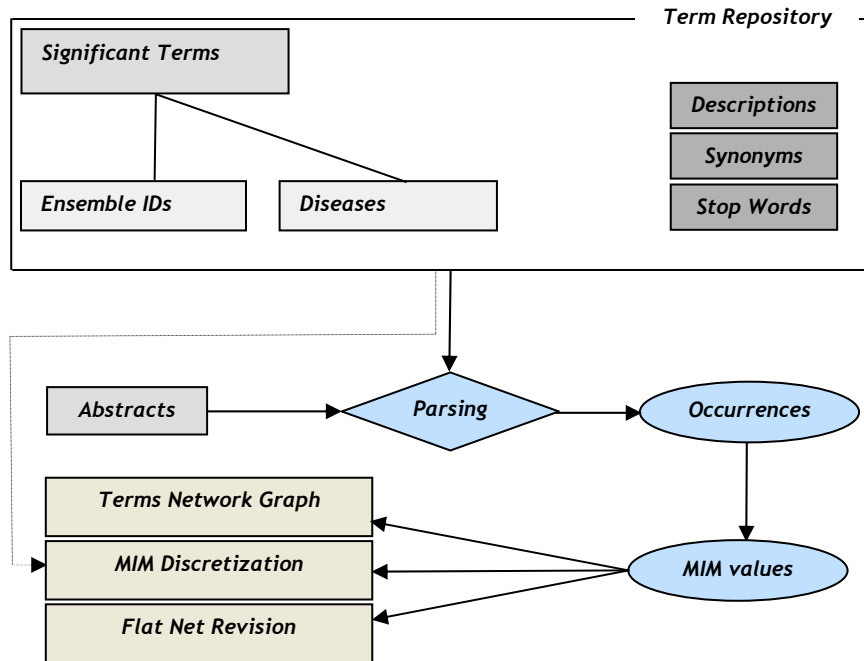 Term Repository
Significant Terms
Descriptions
Synonyms
Ensemble IDs
Diseases
Stop Words
Abstracts
Parsing
Occurrences
Terms Network Graph
MIM Discretization
MIM values
Flat Net Revision